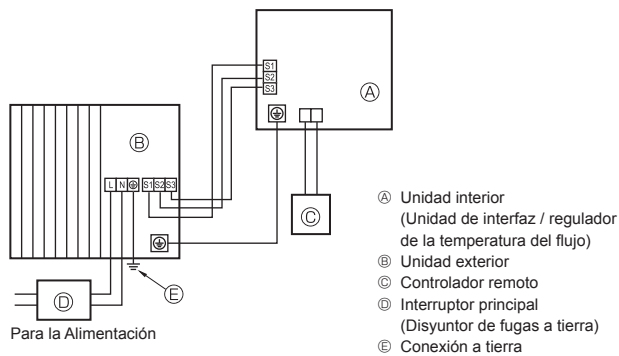 S1
S2
S3
Ⓐ
Ⓑ
L N S1 S2 S3
Ⓒ
Ⓓ
Ⓔ
Para la Alimentación
Ⓐ Unidad interior
(Unidad de interfaz / regulador
de la temperatura del flujo)
Ⓑ Unidad exterior
Ⓒ Controlador remoto
Ⓓ Interruptor principal
(Disyuntor de fugas a tierra)
Ⓔ Conexión a tierra